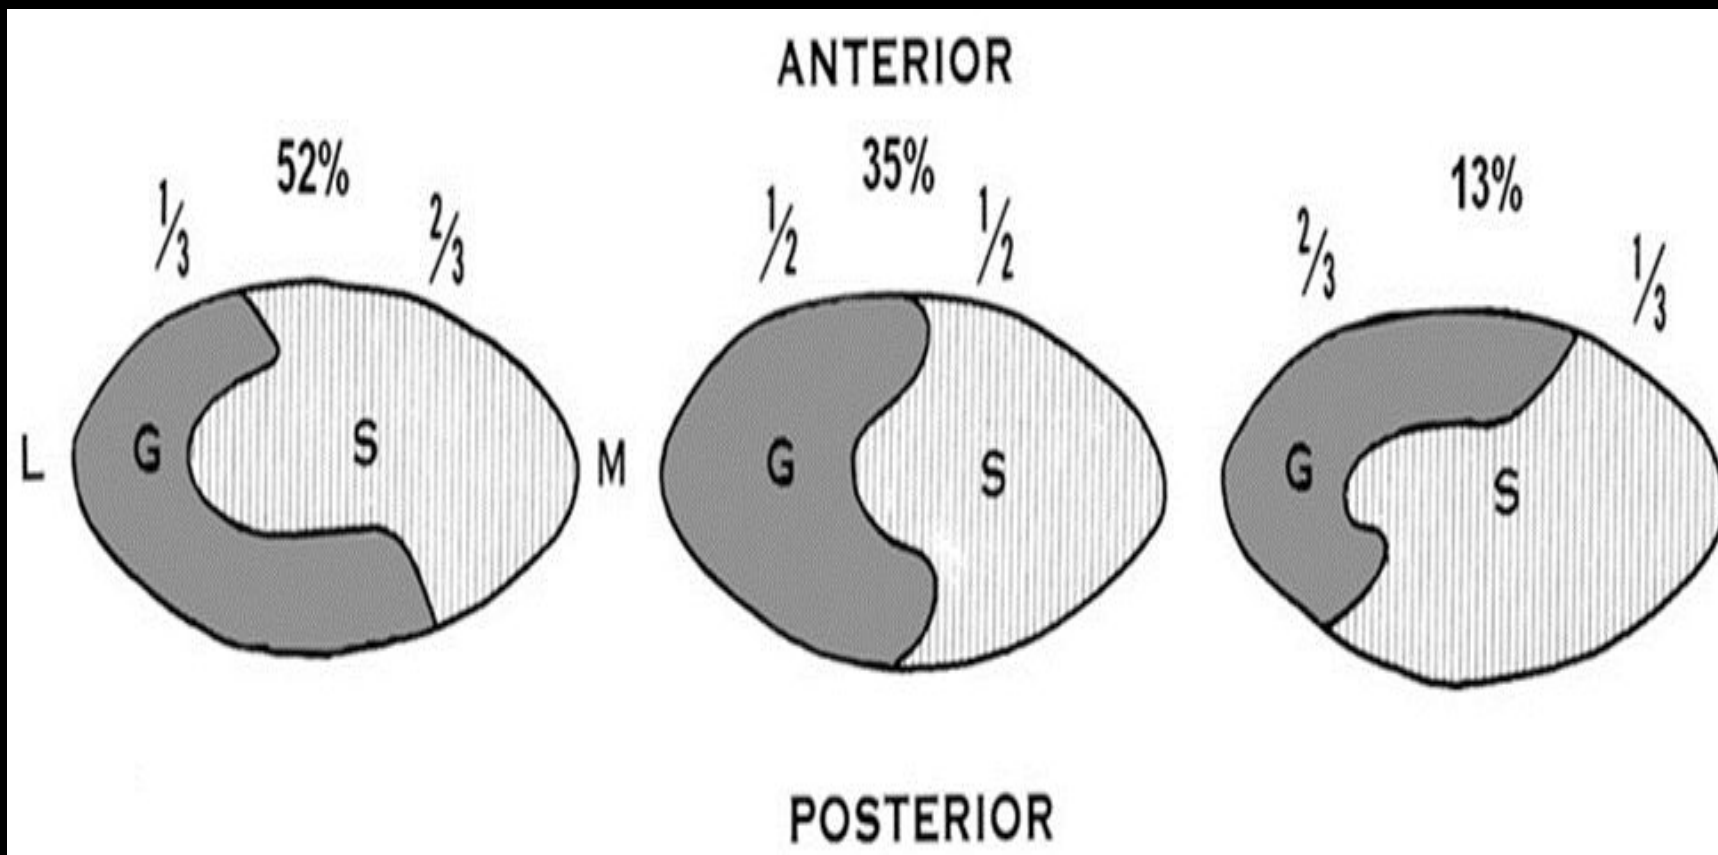 ANTERIOR
52% 35% 13%
1/3 2/3 1/2 1/2 2/3 1/3
L G S M G S G S
POSTERIOR